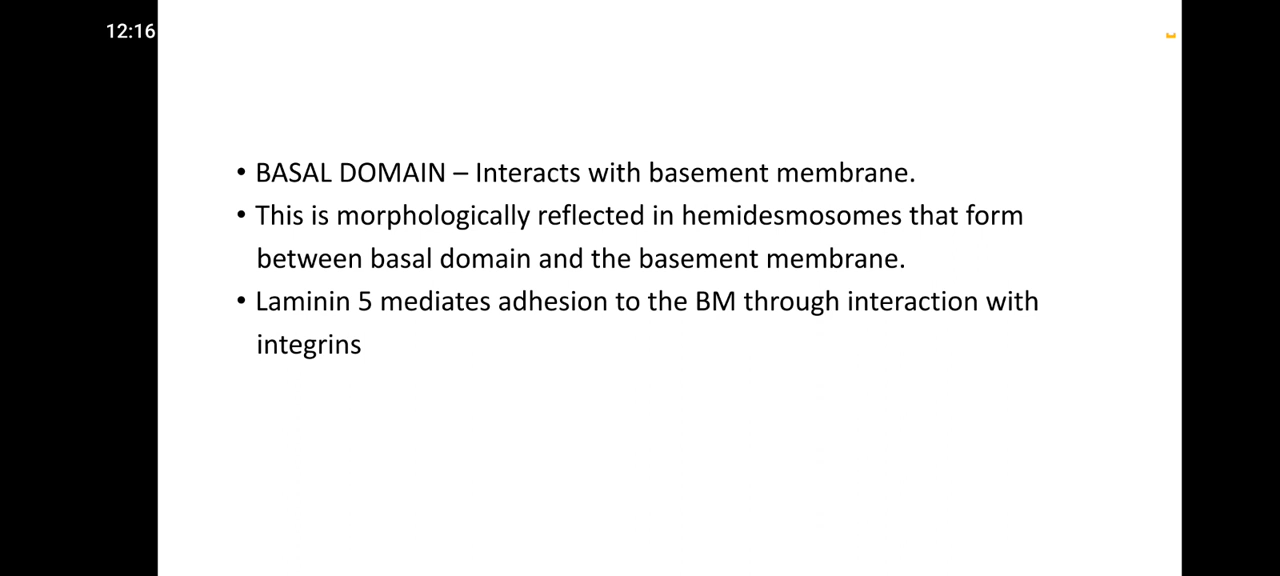 12:16
• BASAL DOMAIN – Interacts with basement membrane.
• This is morphologically reflected in hemidesmosomes that form
between basal domain and the basement membrane.
• Laminin 5 mediates adhesion to the BM through interaction with
integrins